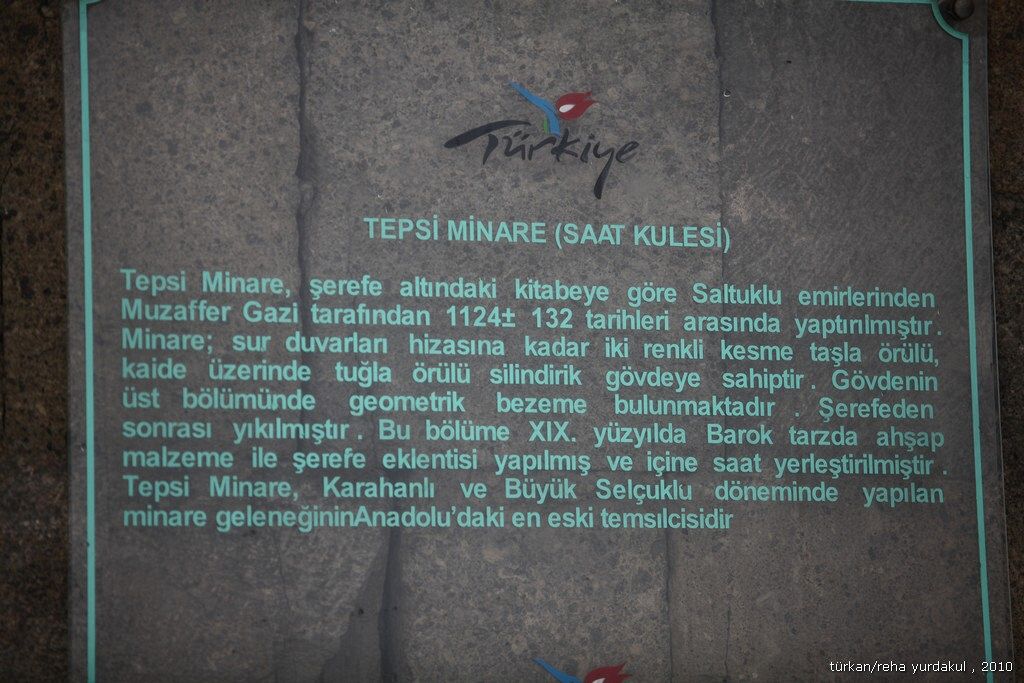 Türkiye
TEPSİ MİNARE (SAAT KULESİ)
Tepsi Minare, şerefe altındaki kitabeye göre Saltuklu emirlerinden
Muzaffer Gazi tarafından 1124± 132 tarihleri arasında yaptırılmıştır.
Minare; sur duvarları hizasına kadar iki renkli kesme taşla örülü,
kaide üzerinde tuğla örülü silindirik gövdeye sahiptir. Gövdenin
üst bölümünde geometrik bezeme bulunmaktadır . Şerefeden
sonrası yıkılmıştır. Bu bölüme XIX. yüzyılda Barok tarzda ahşap
malzeme ile şerefe eklentisi yapılmış ve içine saat yerleştirilmiştir.
Tepsi Minare, Karahanlı ve Büyük Selçuklu döneminde yapılan
minare geleneğininAnadolu'daki en eski temsılcisidir
türkan/reha yurdakul , 2010